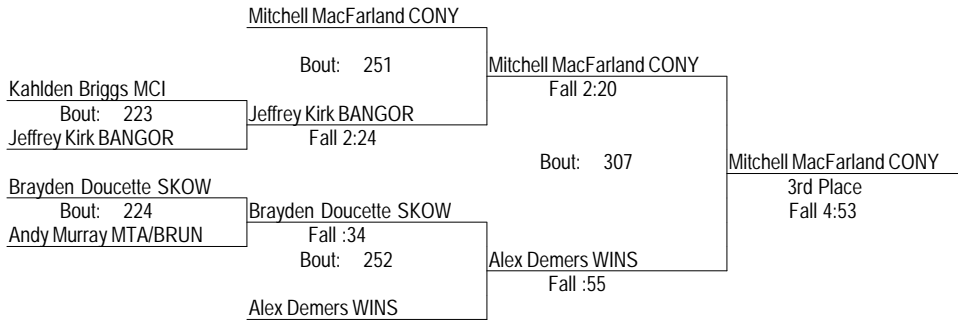 Mitchell MacFarland CONY
Bout: 251
Mitchell MacFarland CONY
Fall 2:20
Kahlden Briggs MCI
Bout: 223
Jeffrey Kirk BANGOR
Jeffrey Kirk BANGOR
Fall 2:24
Bout: 307
Mitchell MacFarland CONY
3rd Place
Fall 4:53
Brayden Doucette SKOW
Bout: 224
Andy Murray MTA/BRUN
Brayden Doucette SKOW
Fall :34
Bout: 252
Alex Demers WINS
Fall :55
Alex Demers WINS